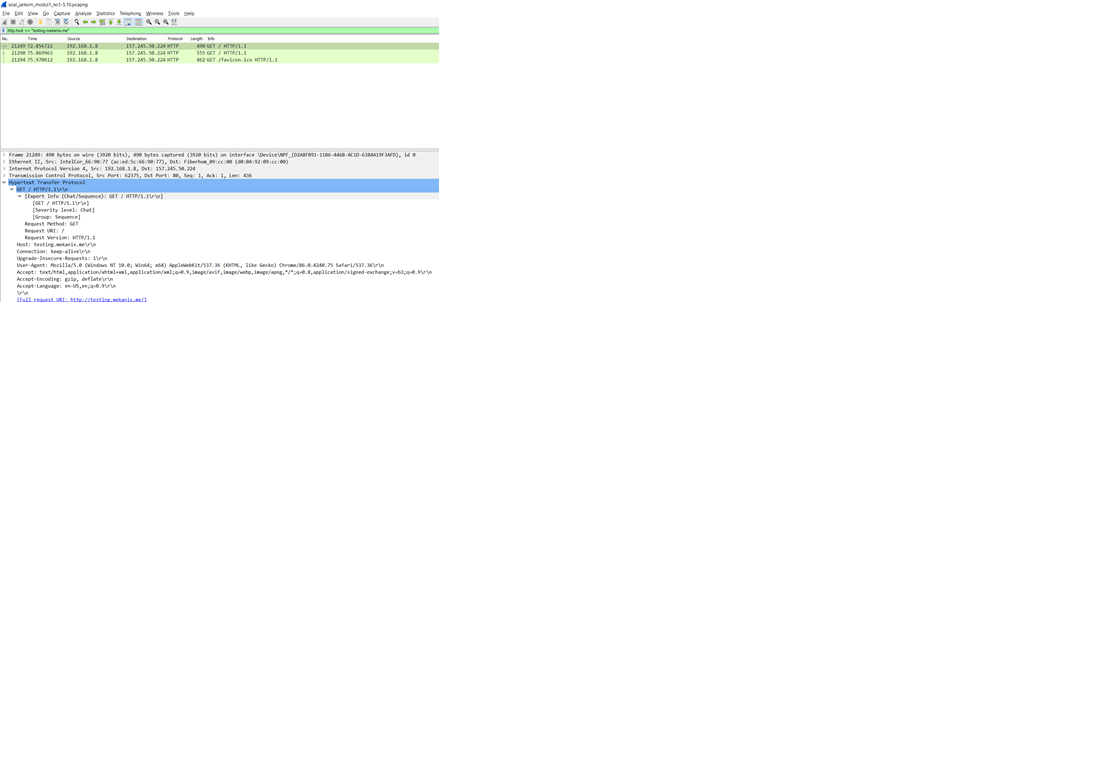 soal_jarkom_modul1_no1-5,10.pcapng
File Edit View Go Capture Analyze Statistics Telephony Wireless Tools Help
http.host == "testing.mekanis.me"
No. Time Source Destination Protocol Length Info
21249 72.856722 192.168.1.8 157.245.50.224 HTTP 490 GET / HTTP/1.1
21290 75.869963 192.168.1.8 157.245.50.224 HTTP 555 GET / HTTP/1.1
21294 75.970612 192.168.1.8 157.245.50.224 HTTP 462 GET /favicon.ico HTTP/1.1
Frame 21249: 490 bytes on wire (3920 bits), 490 bytes captured (3920 bits) on interface \Device\NPF_{D2A8FB91-11B6-4460-AC1D-6384A19F3AFD}, id 0
Ethernet II, Src: IntelCor_66:90:77 (ac:ed:5c:66:90:77), Dst: Fiberhom_09:cc:00 (d0:04:92:09:cc:00)
Internet Protocol Version 4, Src: 192.168.1.8, Dst: 157.245.50.224
Transmission Control Protocol, Src Port: 62375, Dst Port: 80, Seq: 1, Ack: 1, Len: 436
Hypertext Transfer Protocol
GET / HTTP/1.1\r\n
[Expert Info (Chat/Sequence): GET / HTTP/1.1\r\n]
[GET / HTTP/1.1\r\n]
[Severity level: Chat]
[Group: Sequence]
Request Method: GET
Request URI: /
Request Version: HTTP/1.1
Host: testing.mekanis.me\r\n
Connection: keep-alive\r\n
Upgrade-Insecure-Requests: 1\r\n
User-Agent: Mozilla/5.0 (Windows NT 10.0; Win64; x64) AppleWebKit/537.36 (KHTML, like Gecko) Chrome/86.0.4240.75 Safari/537.36\r\n
Accept: text/html,application/xhtml+xml,application/xml;q=0.9,image/avif,image/webp,image/apng,*/*;q=0.8,application/signed-exchange;v=b3;q=0.9\r\n
Accept-Encoding: gzip, deflate\r\n
Accept-Language: en-US,en;q=0.9\r\n
\r\n
[Full request URI: http://testing.mekanis.me/]